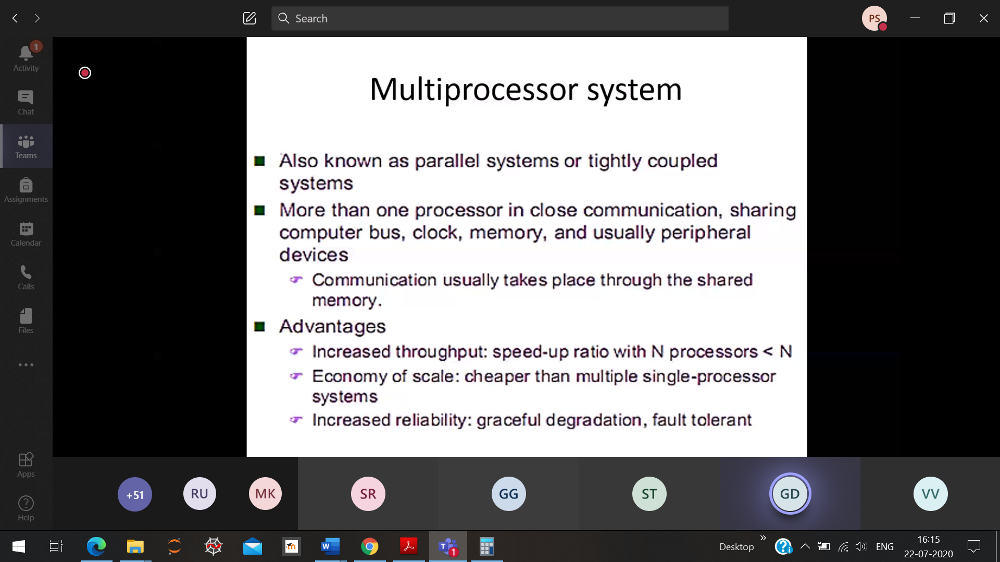 Search
PS
1
Activity
Chat
Teams
Assignments
Calendar
Calls
Files
Apps
Help
Multiprocessor system
Also known as parallel systems or tightly coupled
systems
More than one processor in close communication, sharing
computer bus, clock, memory, and usually peripheral
devices
Communication usually takes place through the shared
memory.
Advantages
Increased throughput: speed-up ratio with N processors < N
Economy of scale: cheaper than multiple single-processor
systems
Increased reliability: graceful degradation, fault tolerant
+51
RU
MK
SR
GG
ST
GD
VV
m
W
T
1
Desktop
ENG
16:15
22-07-2020